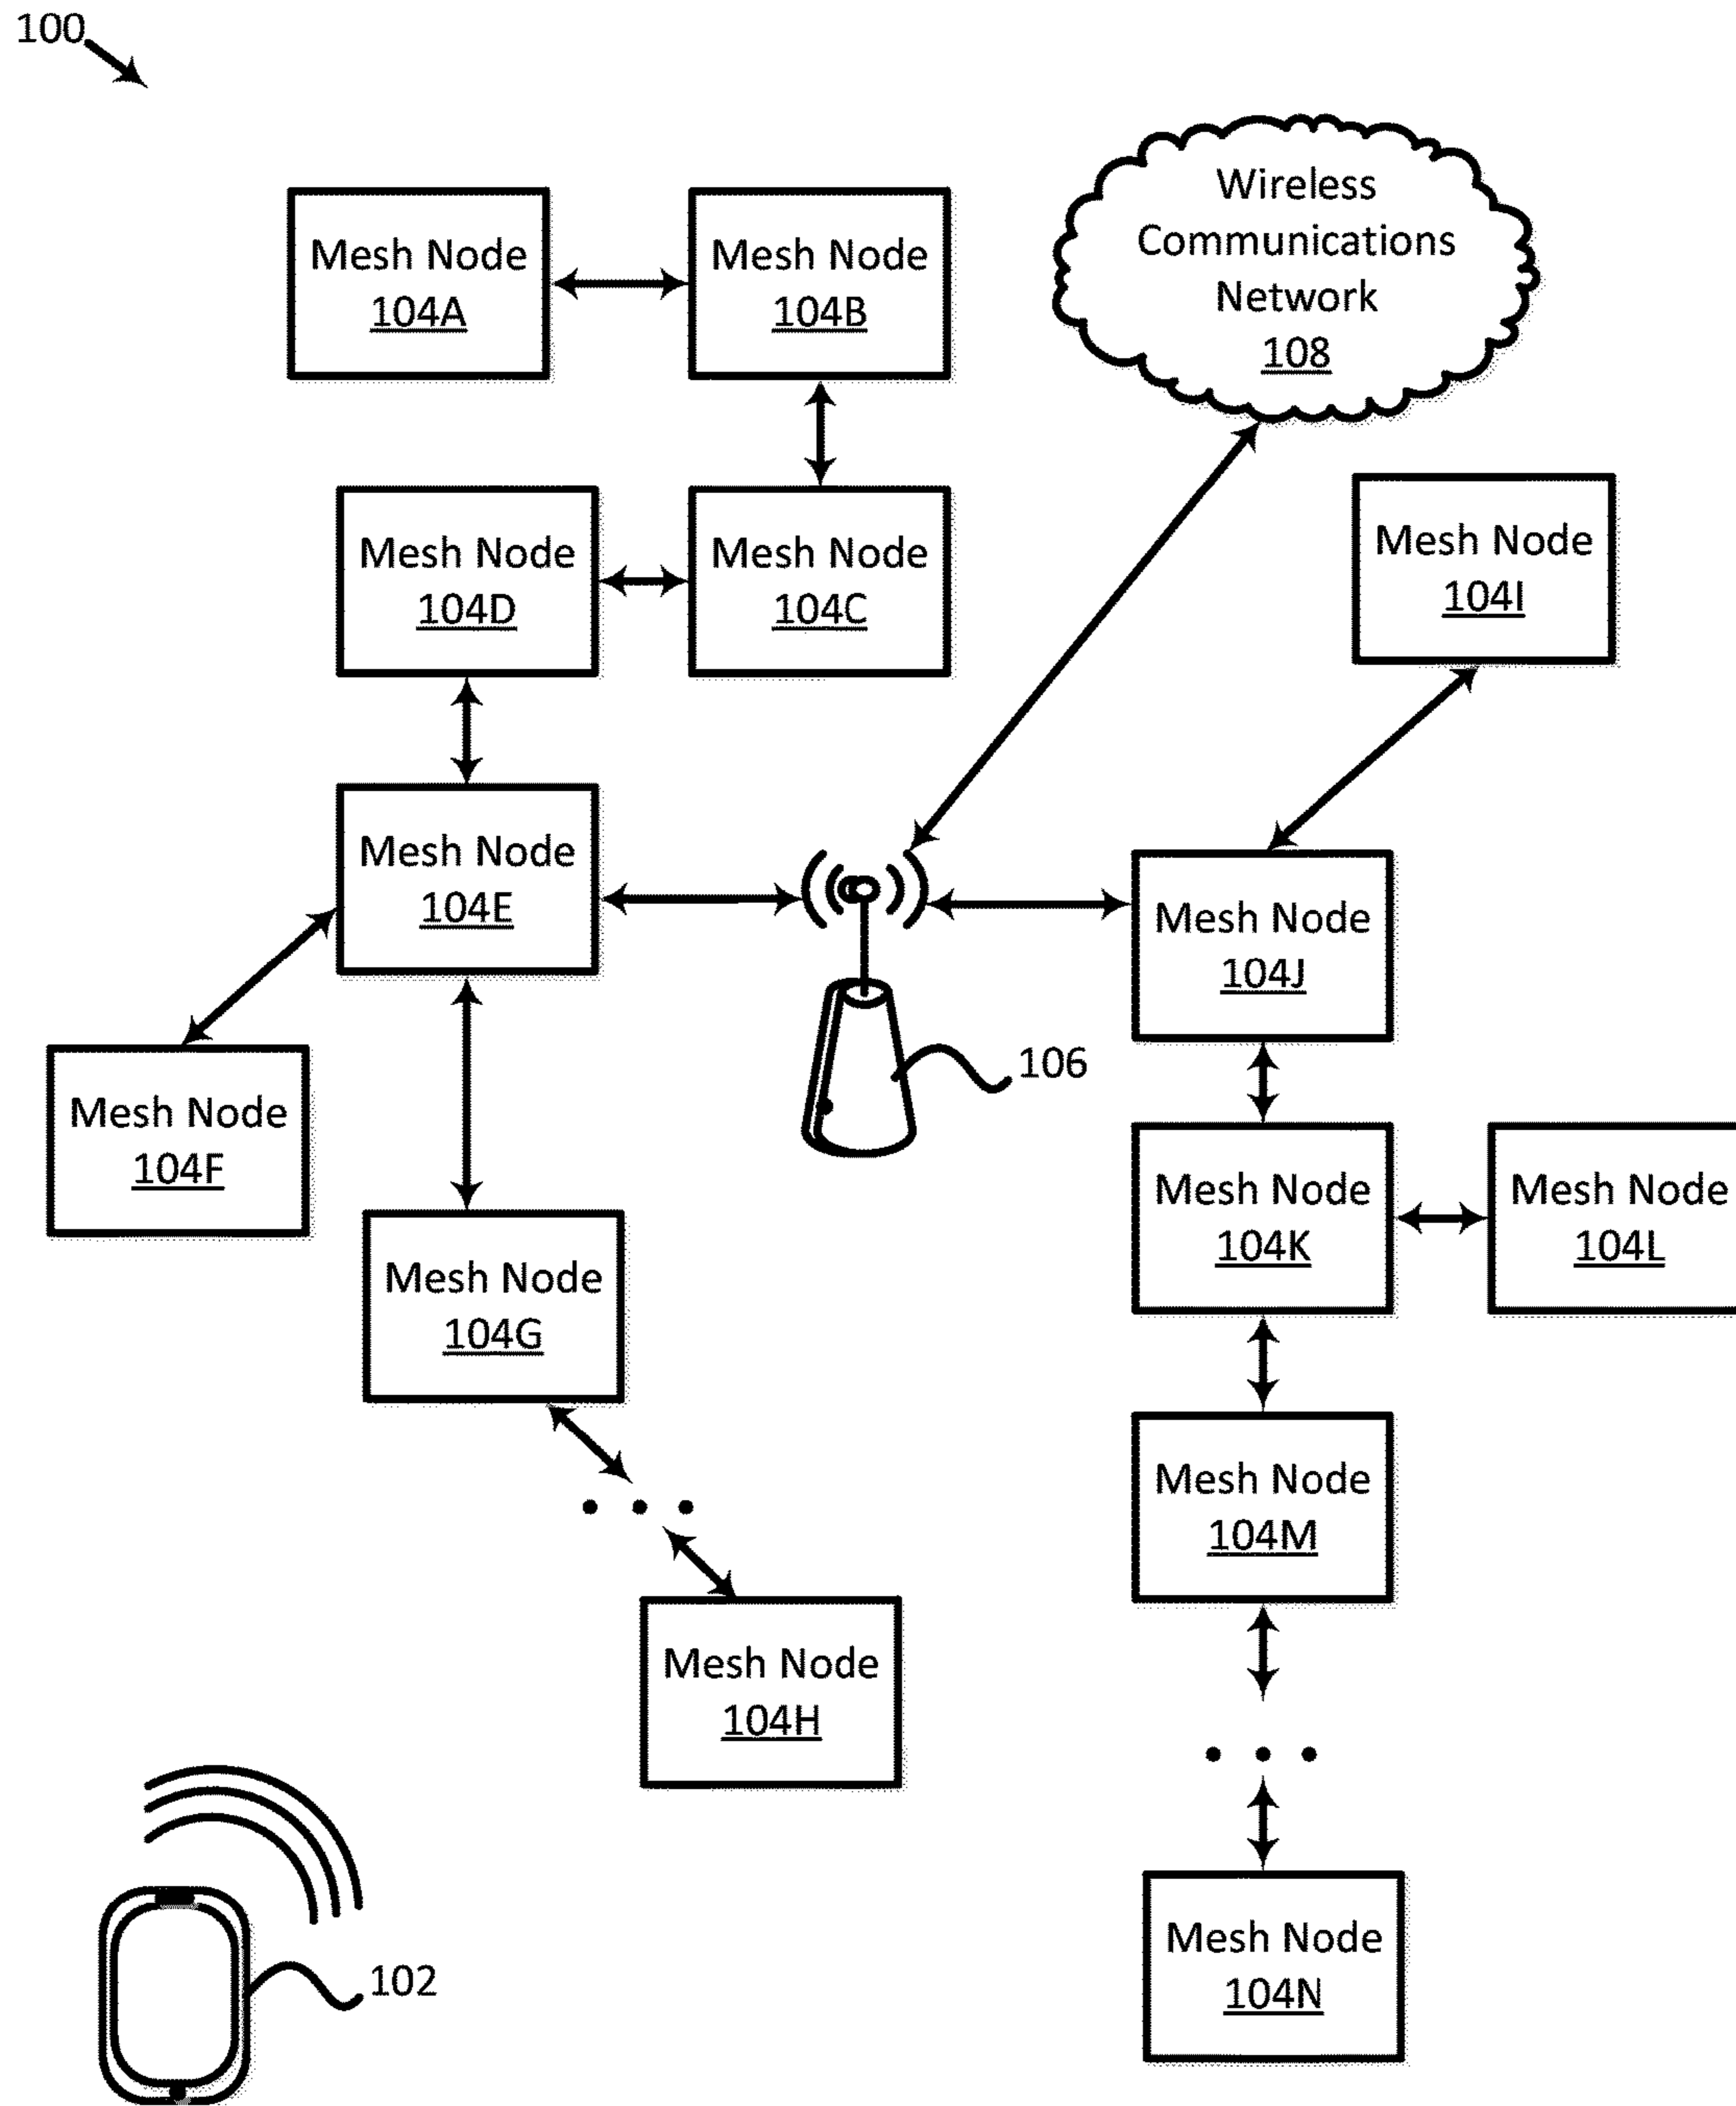 100
Wireless
Communications
Network
108
Mesh Node
104A
Mesh Node
104B
Mesh Node
104D
Mesh Node
104C
Mesh Node
104I
Mesh Node
104E
Mesh Node
104J
106
Mesh Node
104F
Mesh Node
104K
Mesh Node
104L
Mesh Node
104G
Mesh Node
104M
Mesh Node
104H
Mesh Node
104N
102